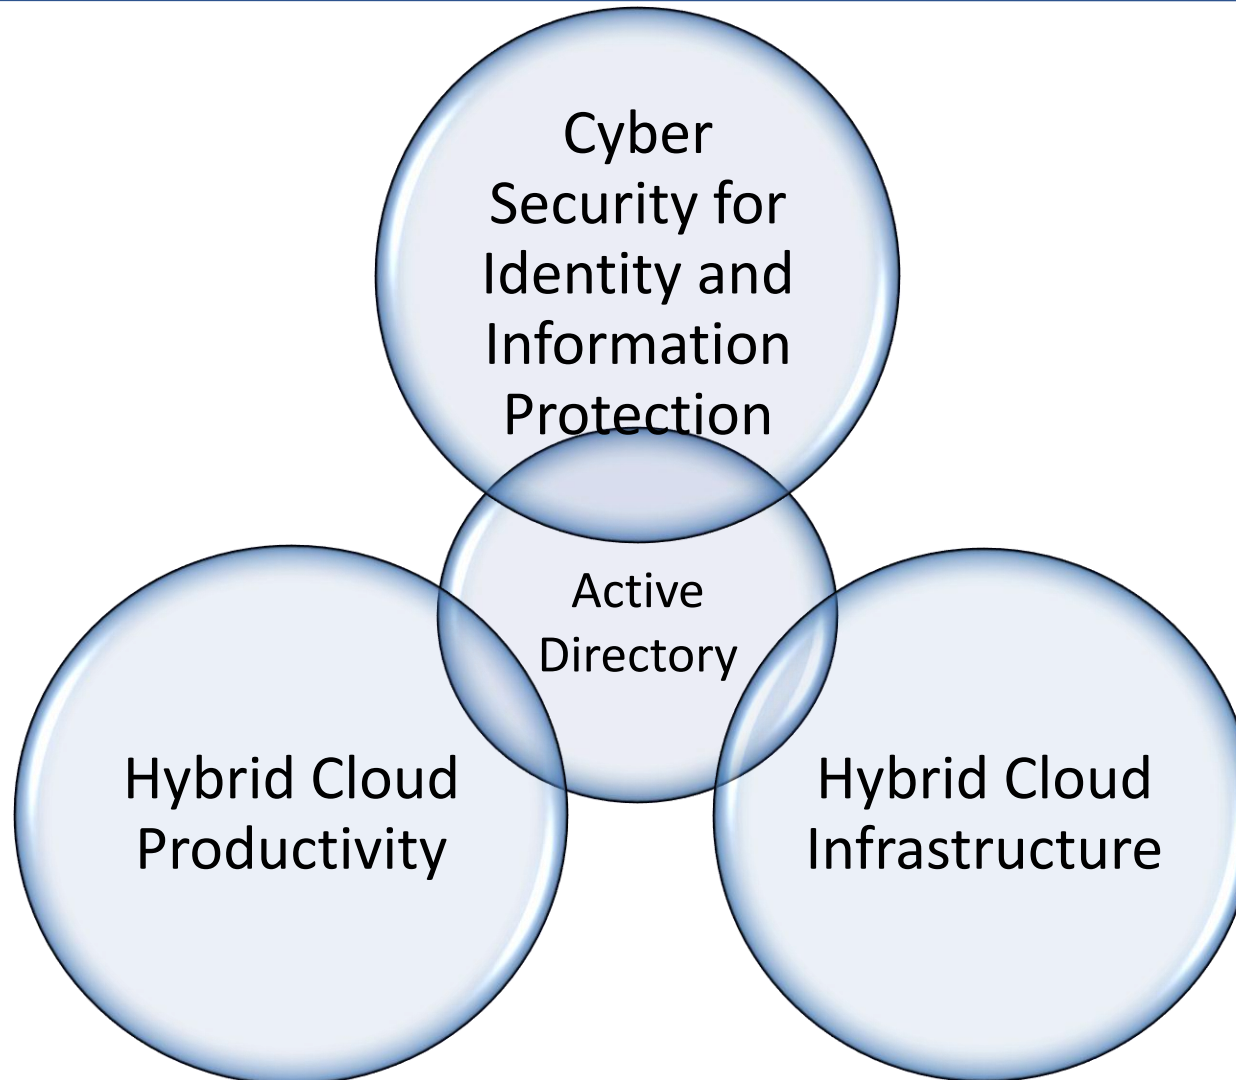 Cyber
Security for
Identity and
Information
Protection
Active
Directory
Hybrid Cloud
Productivity
Hybrid Cloud
Infrastructure